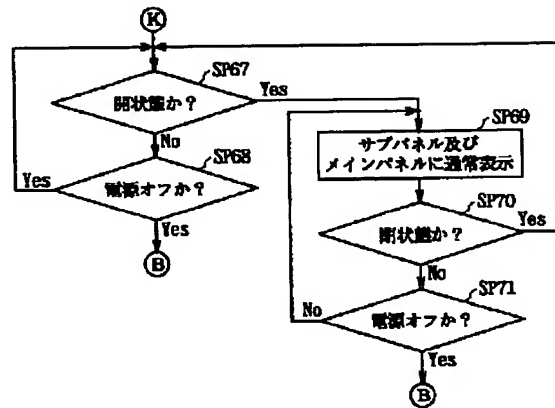 K
SP67
開状態か？
Yes
No
SP68
電源オフか？
Yes
Yes
B
SP69
サブパネル及び
メインパネルに通常表示
SP70
閉状態か？
Yes
No
SP71
電源オフか？
No
Yes
B